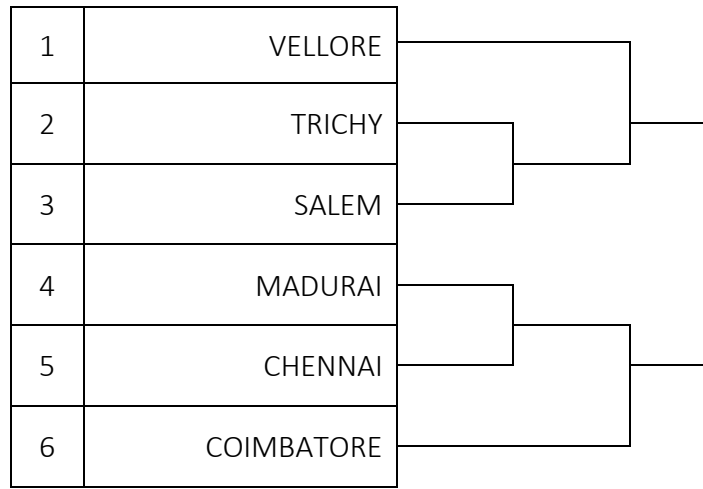 1 VELLORE
2 TRICHY
3 SALEM
4 MADURAI
5 CHENNAI
6 COIMBATORE